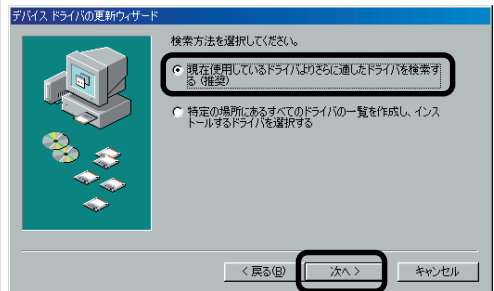 デバイス ドライバの更新ウィザード
検索方法を選択してください。
現在使用しているドライバよりさらに適したドライバを検索す
る (推奨)
特定の場所にあるすべてのドライバの一覧を作成し、インス
トールするドライバを選択する
< 戻る(B)
次へ >
キャンセル